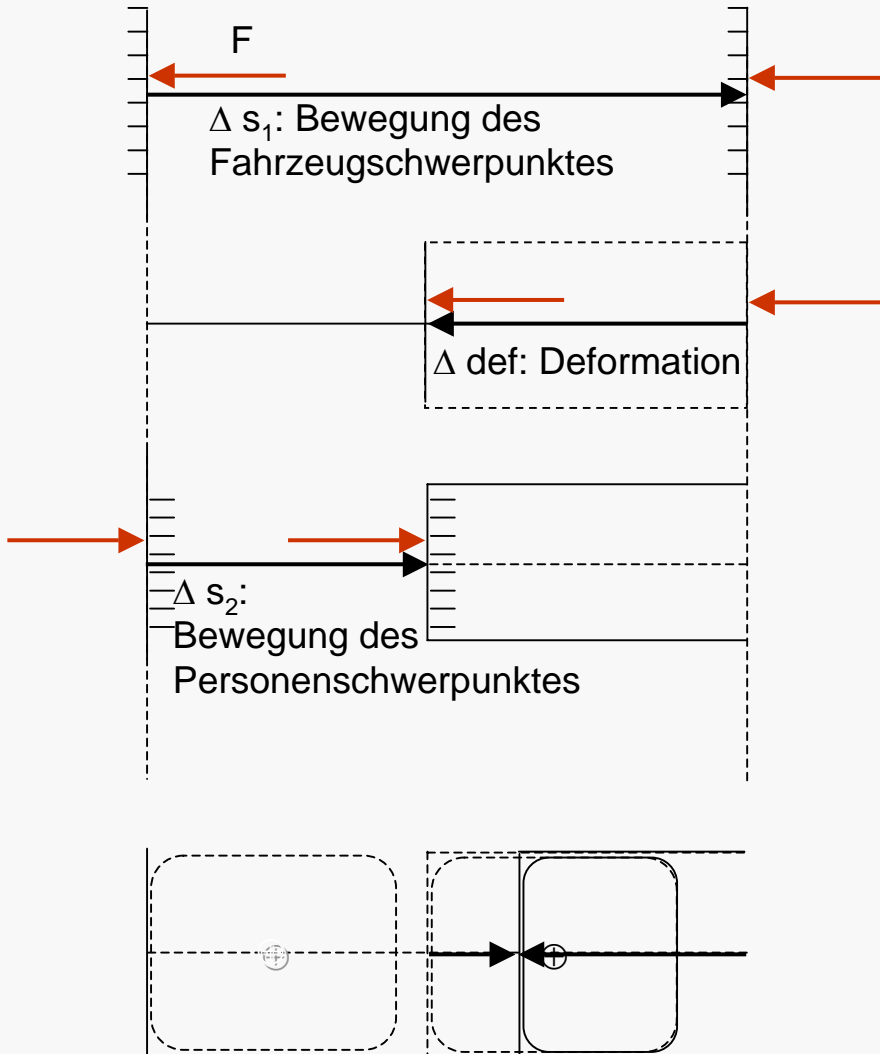 F
Δ s₁: Bewegung des
Fahrzeugschwerpunktes
Δ def: Deformation
Δ s₂:
Bewegung des
Personenschwerpunktes